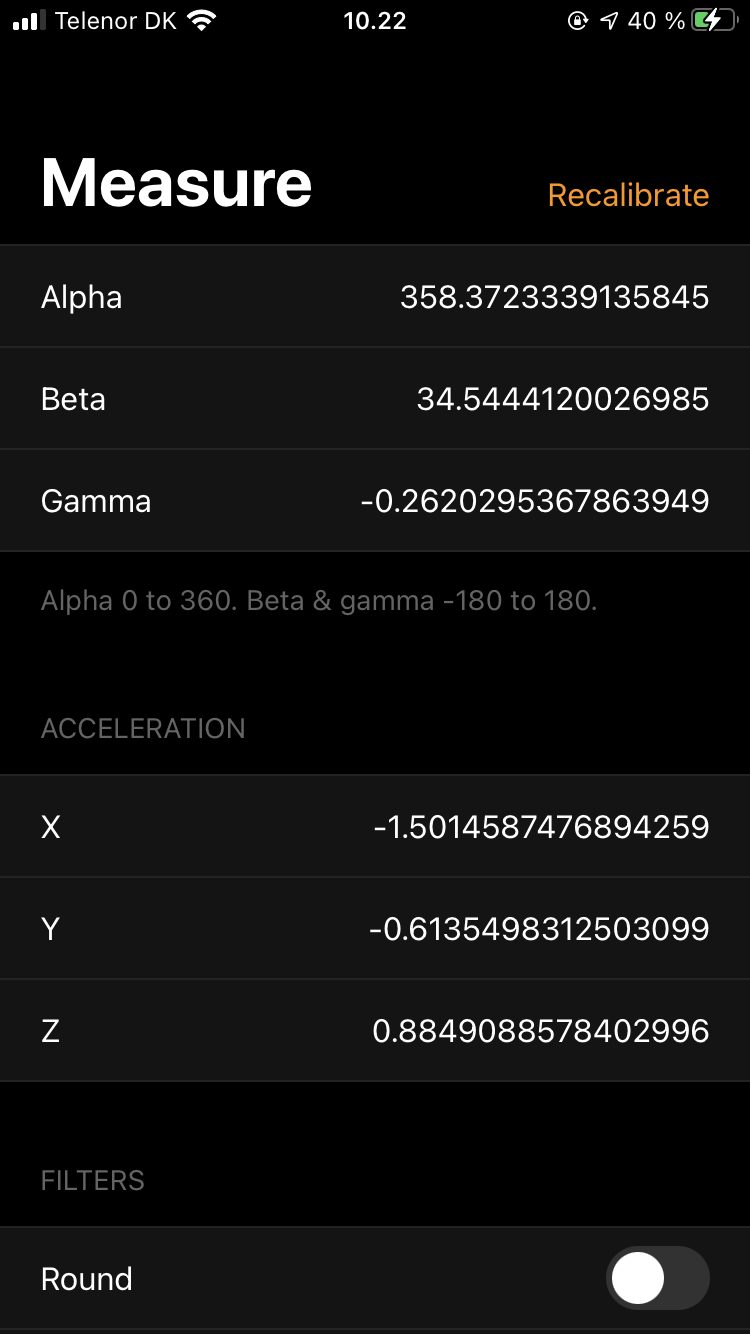 Telenor DK 10.22 40 %
Measure
Recalibrate
Alpha 358.3723339135845
Beta 34.5444120026985
Gamma -0.2620295367863949
Alpha 0 to 360. Beta & gamma -180 to 180.
ACCELERATION
X -1.5014587476894259
Y -0.6135498312503099
Z 0.8849088578402996
FILTERS
Round